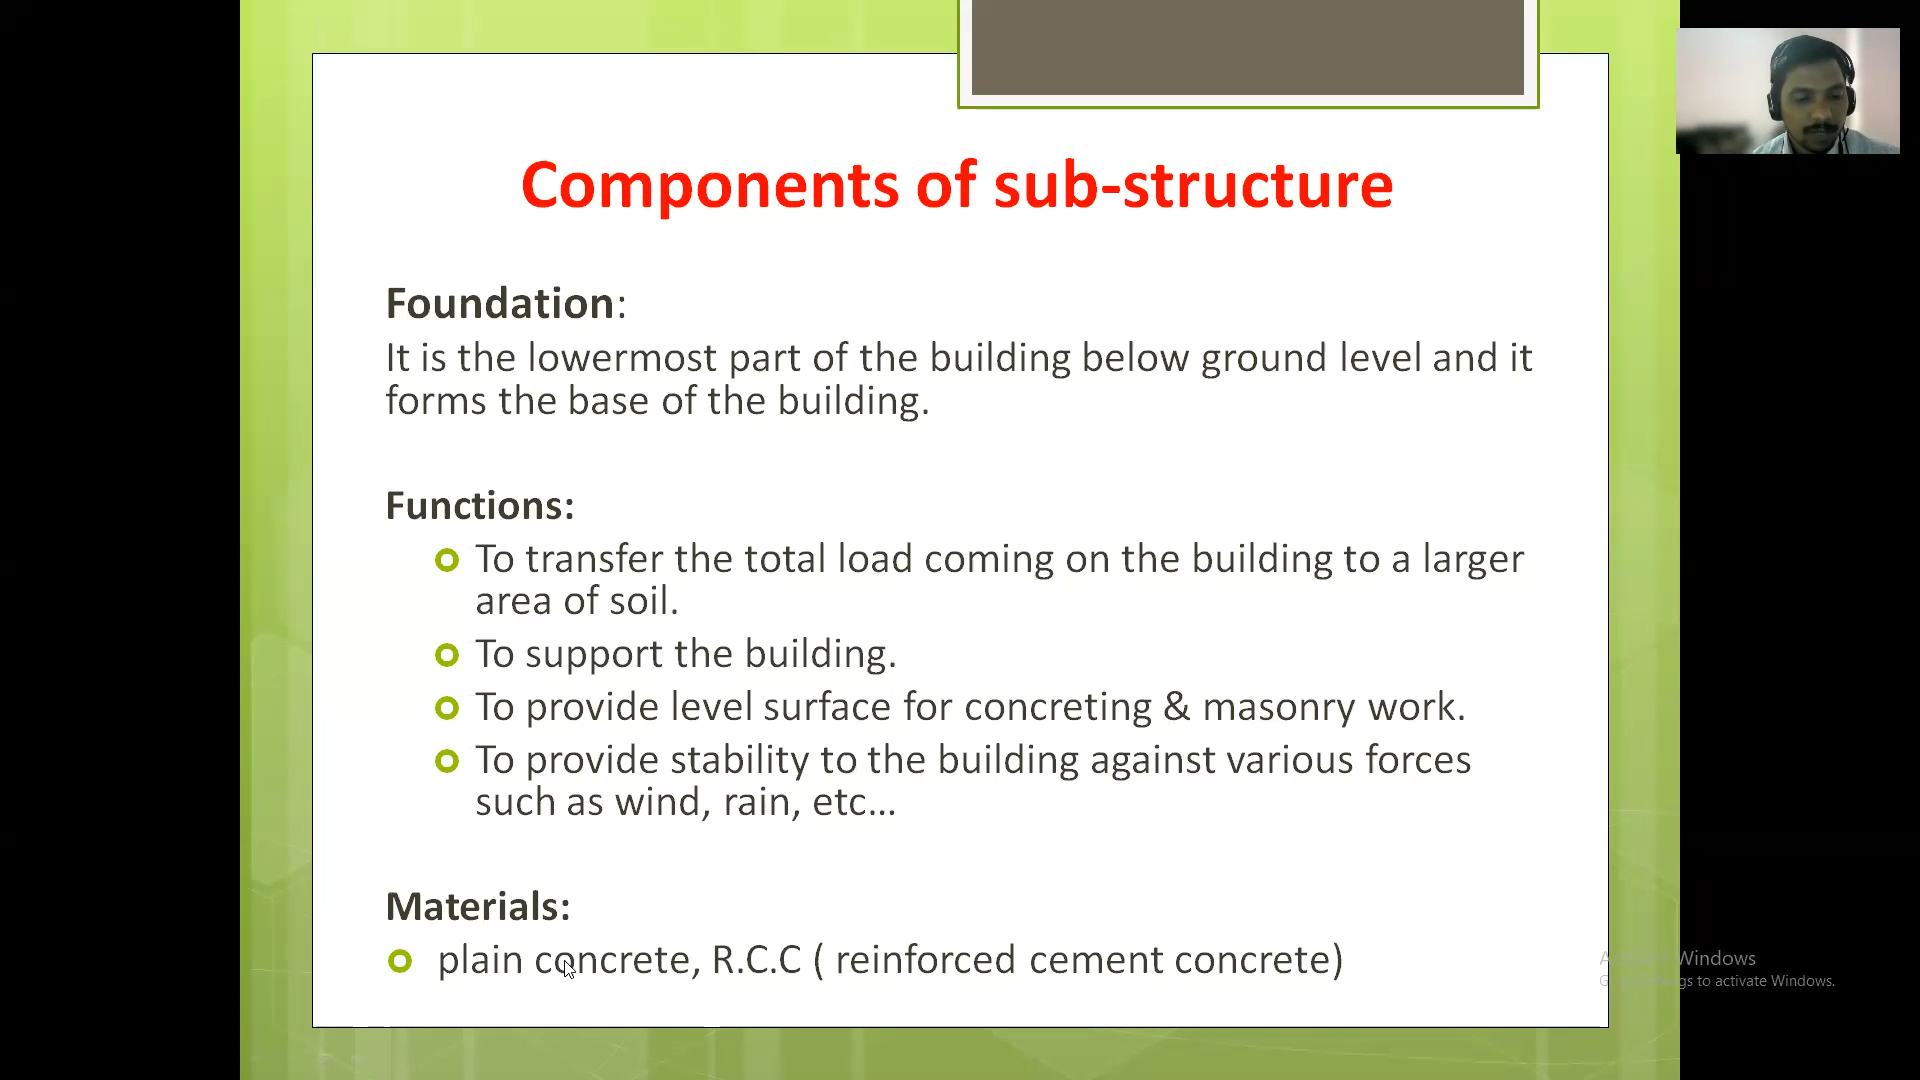 Components of sub-structure
Foundation:
It is the lowermost part of the building below ground level and it
forms the base of the building.
Functions:
To transfer the total load coming on the building to a larger
area of soil.
To support the building.
To provide level surface for concreting & masonry work.
To provide stability to the building against various forces
such as wind, rain, etc...
Materials:
plain concrete, R.C.C ( reinforced cement concrete)
Windows
to activate Windows.